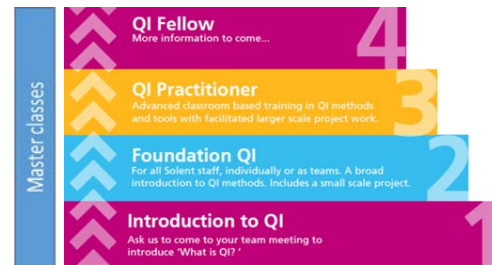 Master classes
QI Fellow
More information to come...
4
QI Practitioner
Advanced classroom based training in QI methods
and tools with facilitated larger scale project work.
3
Foundation QI
For all Solent staff, individually or as teams. A broad
introduction to QI methods. Includes a small scale project.
2
Introduction to QI
Ask us to come to your team meeting to
introduce ‘What is QI? ’
1